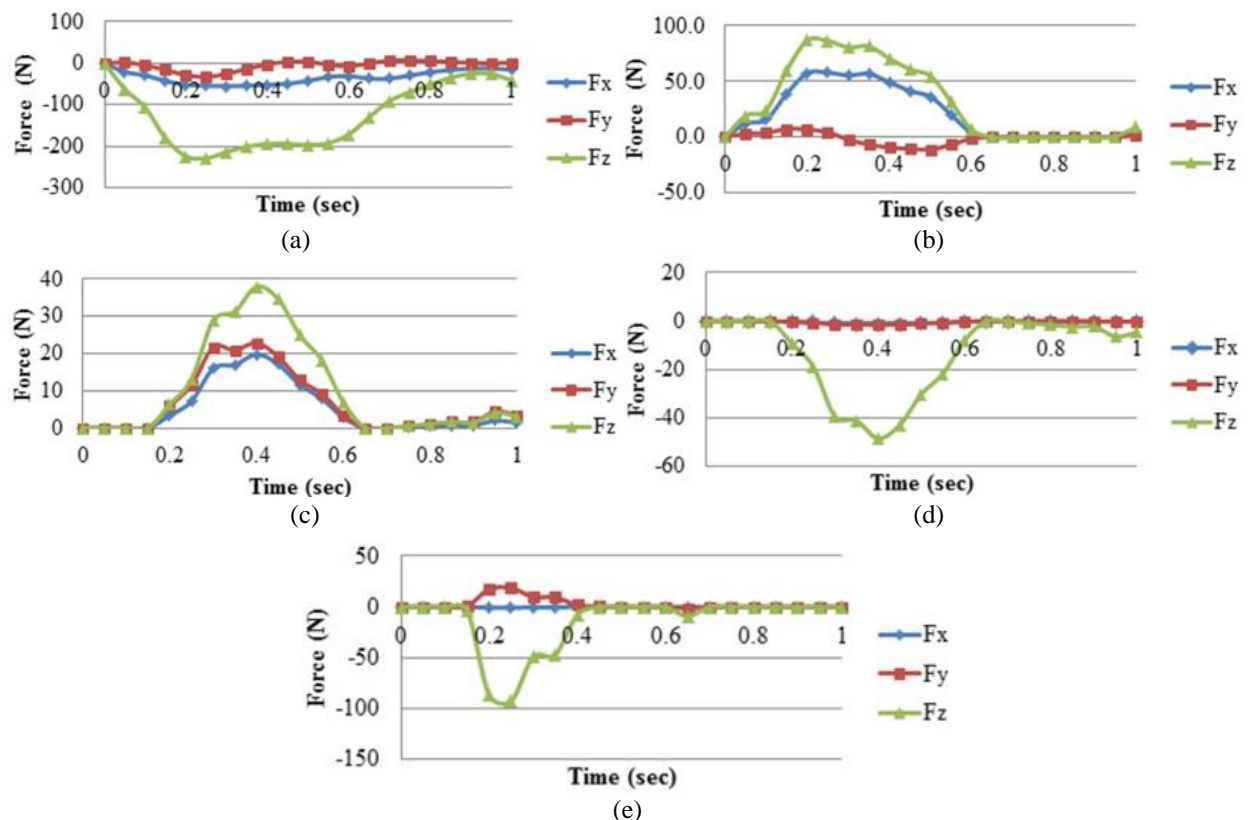 100
0
-100
-200
-300
Force (N)
0 0.2 0.4 0.6 0.8 1
Time (sec)
Fx
Fy
Fz
(a)
100.0
50.0
0.0
-50.0
Force (N)
0 0.2 0.4 0.6 0.8 1
Time (sec)
Fx
Fy
Fz
(b)
40
30
20
10
0
Force (N)
0 0.2 0.4 0.6 0.8 1
Time (sec)
Fx
Fy
Fz
(c)
20
0
-20
-40
-60
Force (N)
0 0.2 0.4 0.6 0.8 1
Time (sec)
Fx
Fy
Fz
(d)
50
0
-50
-100
-150
Force (N)
0 0.2 0.4 0.6 0.8 1
Time (sec)
Fx
Fy
Fz
(e)